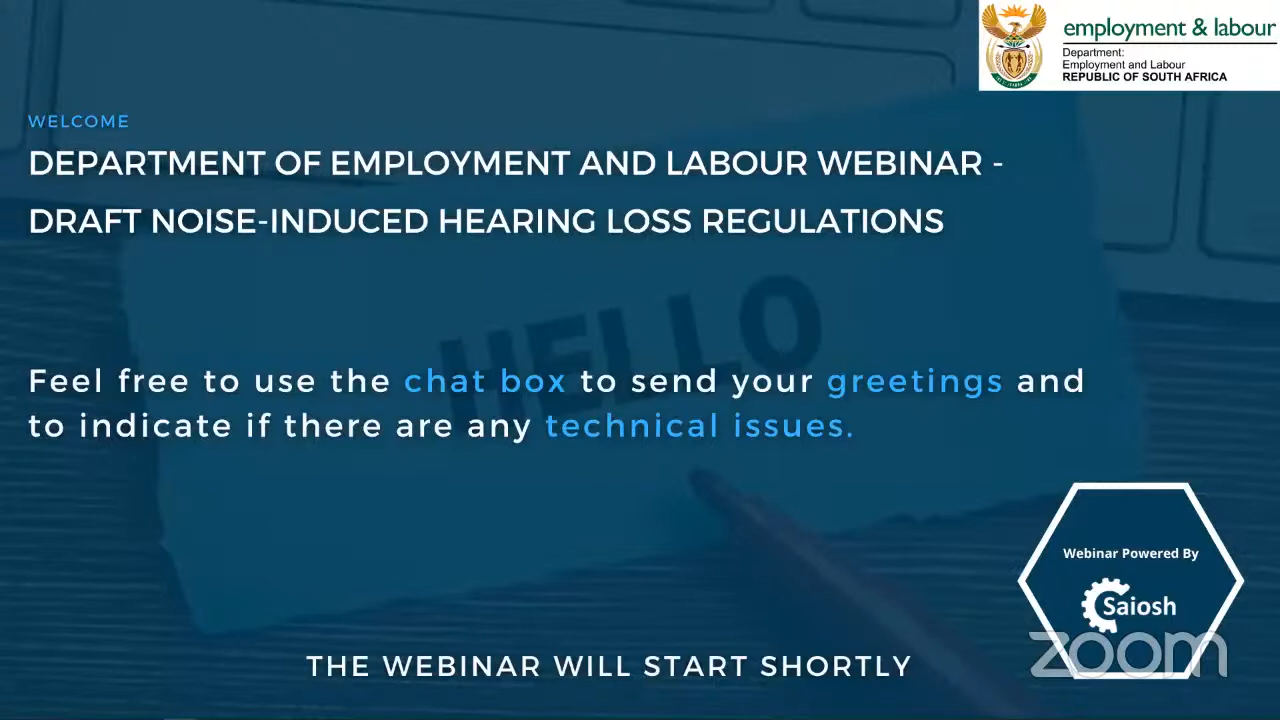 employment & labour
Department:
Employment and Labour
REPUBLIC OF SOUTH AFRICA
WELCOME
DEPARTMENT OF EMPLOYMENT AND LABOUR WEBINAR -
DRAFT NOISE-INDUCED HEARING LOSS REGULATIONS
HELLO
Feel free to use the chat box to send your greetings and
to indicate if there are any technical issues.
Webinar Powered By
Saiosh
zoom
THE WEBINAR WILL START SHORTLY